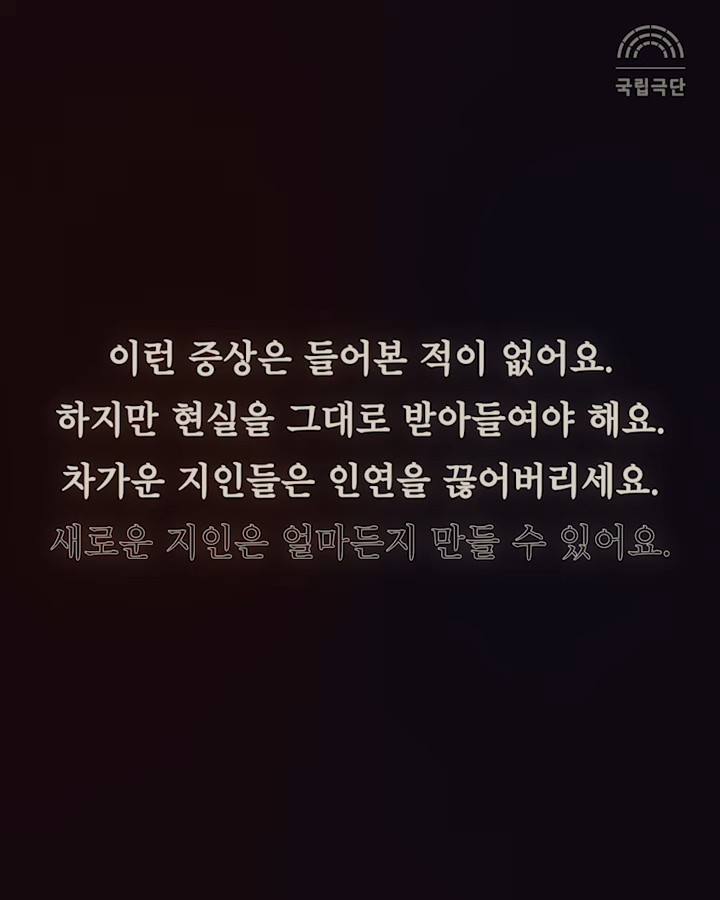 국립극단
이런 증상은 들어본 적이 없어요.
하지만 현실을 그대로 받아들여야 해요.
차가운 지인들은 인연을 끊어버리세요.
새로운 지인은 얼마든지 만들 수 있어요.